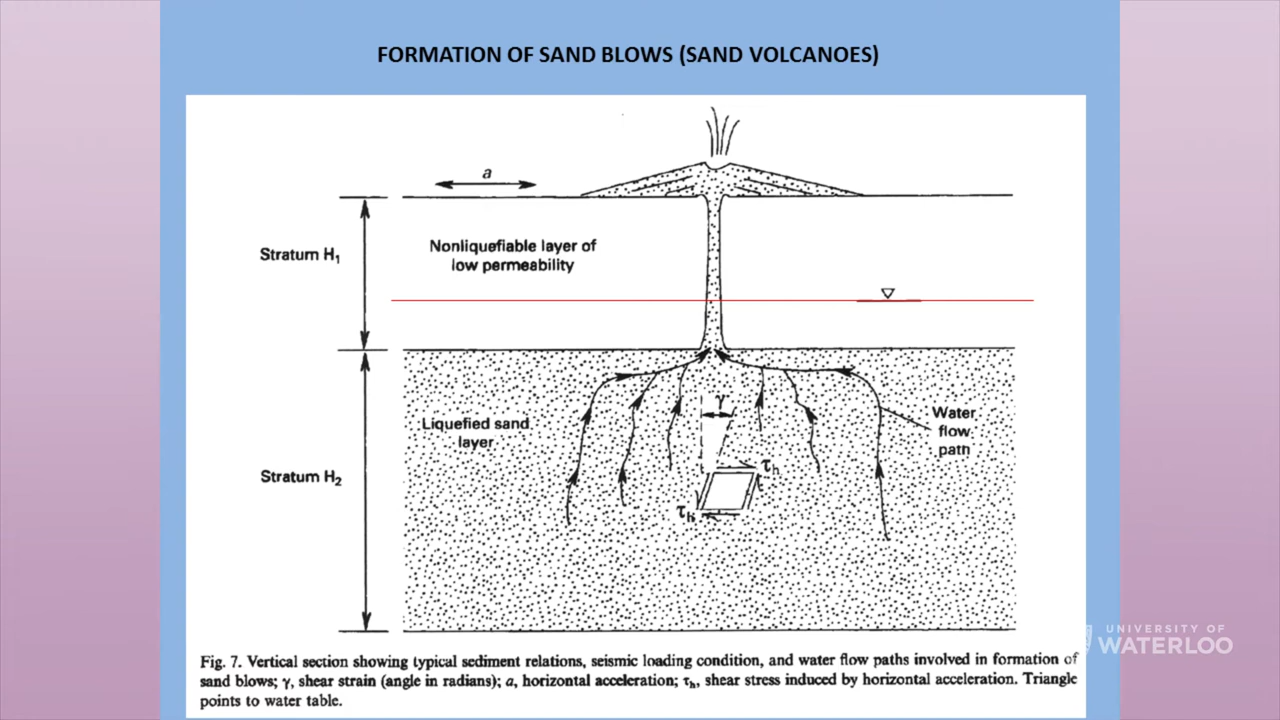 FORMATION OF SAND BLOWS (SAND VOLCANOES)
a
Stratum H₁
Nonliquefiable layer of
low permeability
γ
Liquefied sand
layer
Water
flow
path
τₕ
Stratum H₂
τₕ
UNIVERSITY OF
WATERLOO
Fig. 7. Vertical section showing typical sediment relations, seismic loading condition, and water flow paths involved in formation of
sand blows; γ, shear strain (angle in radians); a, horizontal acceleration; τₕ, shear stress induced by horizontal acceleration. Triangle
points to water table.